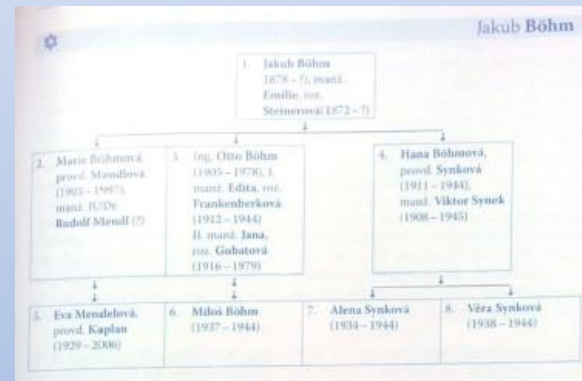 Jakub Böhm
1. Jakub Böhm
1878 – ?), manž.
Emilie, roz.
Steinerová(1872 – ?)
2. Marie Böhmová,
provd. Mendlová
(1903 – 1997),
manž. JUDr.
Rudolf Mendl (?)
3. Ing. Otto Böhm
(1905 – 1978), I.
manž. Edita, roz.
Frankenberková
(1912 – 1944)
II. manž. Jana,
roz. Gubatová
(1916 – 1979)
4. Hana Böhmová,
provd. Synková
(1911 – 1944),
manž. Viktor Synek
(1908 – 1945)
5. Eva Mendelová,
provd. Kaplan
(1929 – 2006)
6. Miloš Böhm
(1937 – 1944)
7. Alena Synková
(1934 – 1944)
8. Věra Synková
(1938 – 1944)